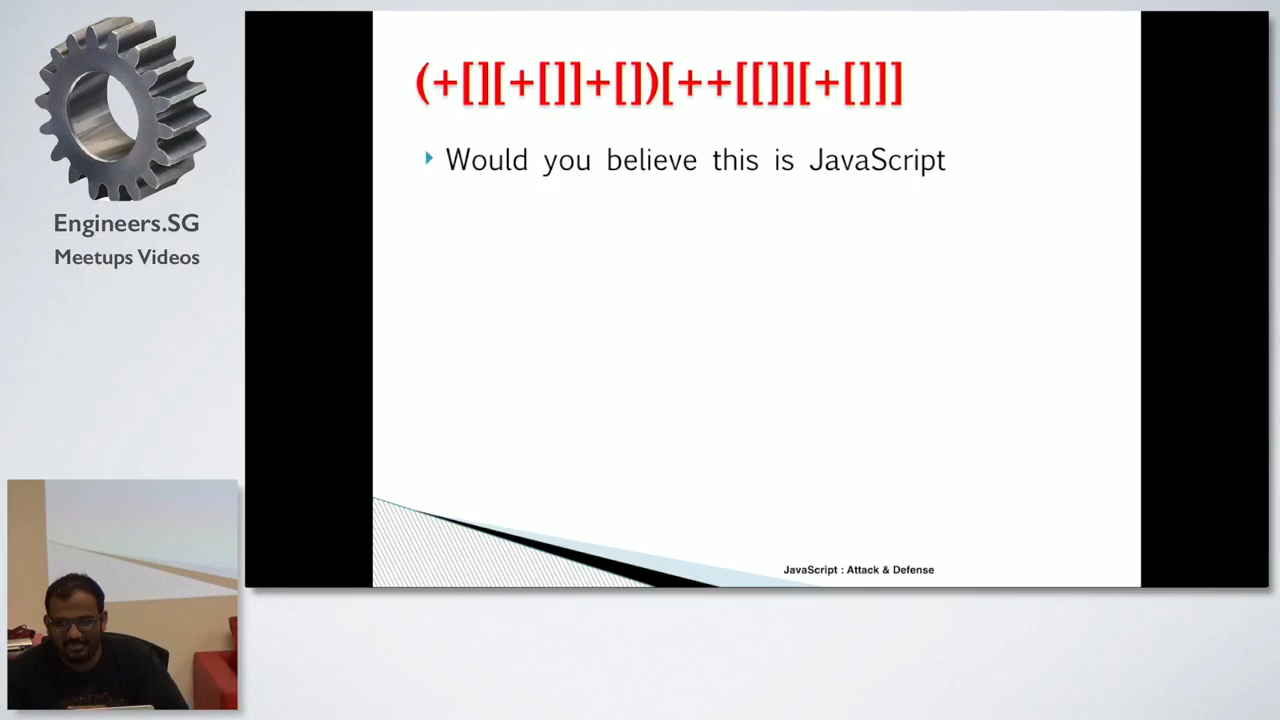 (+[][+[]]+[])[++[[]][+[]]]
Would you believe this is JavaScript
Engineers.SG
Meetups Videos
JavaScript : Attack & Defense